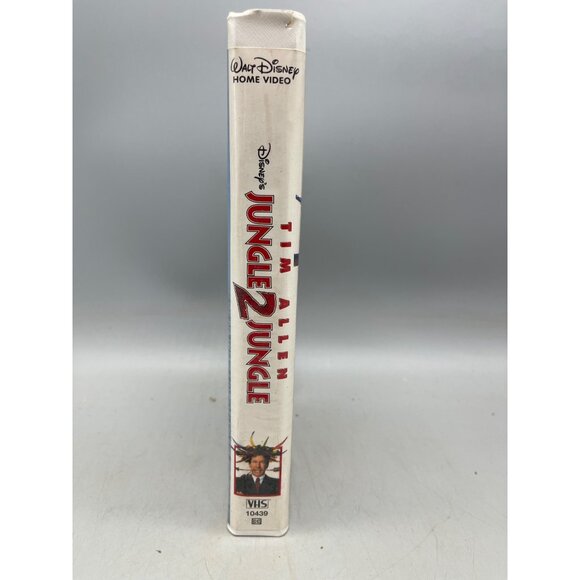 Walt Disney
HOME VIDEO
TIM ALLEN
Disney's
JUNGLE 2 JUNGLE
VHS
10439